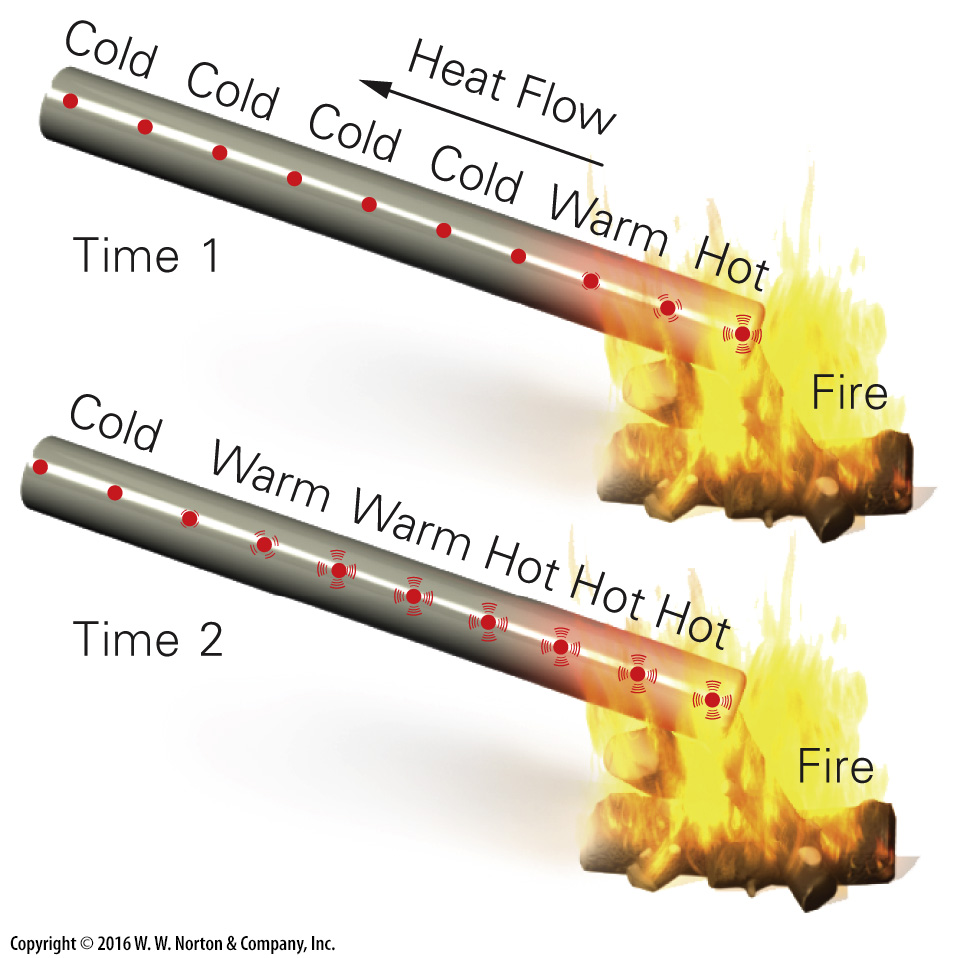 Heat Flow
Cold Cold Cold Cold Warm Hot
Time 1
Fire
Cold Warm Warm Hot Hot Hot
Time 2
Fire
Copyright © 2016 W. W. Norton & Company, Inc.